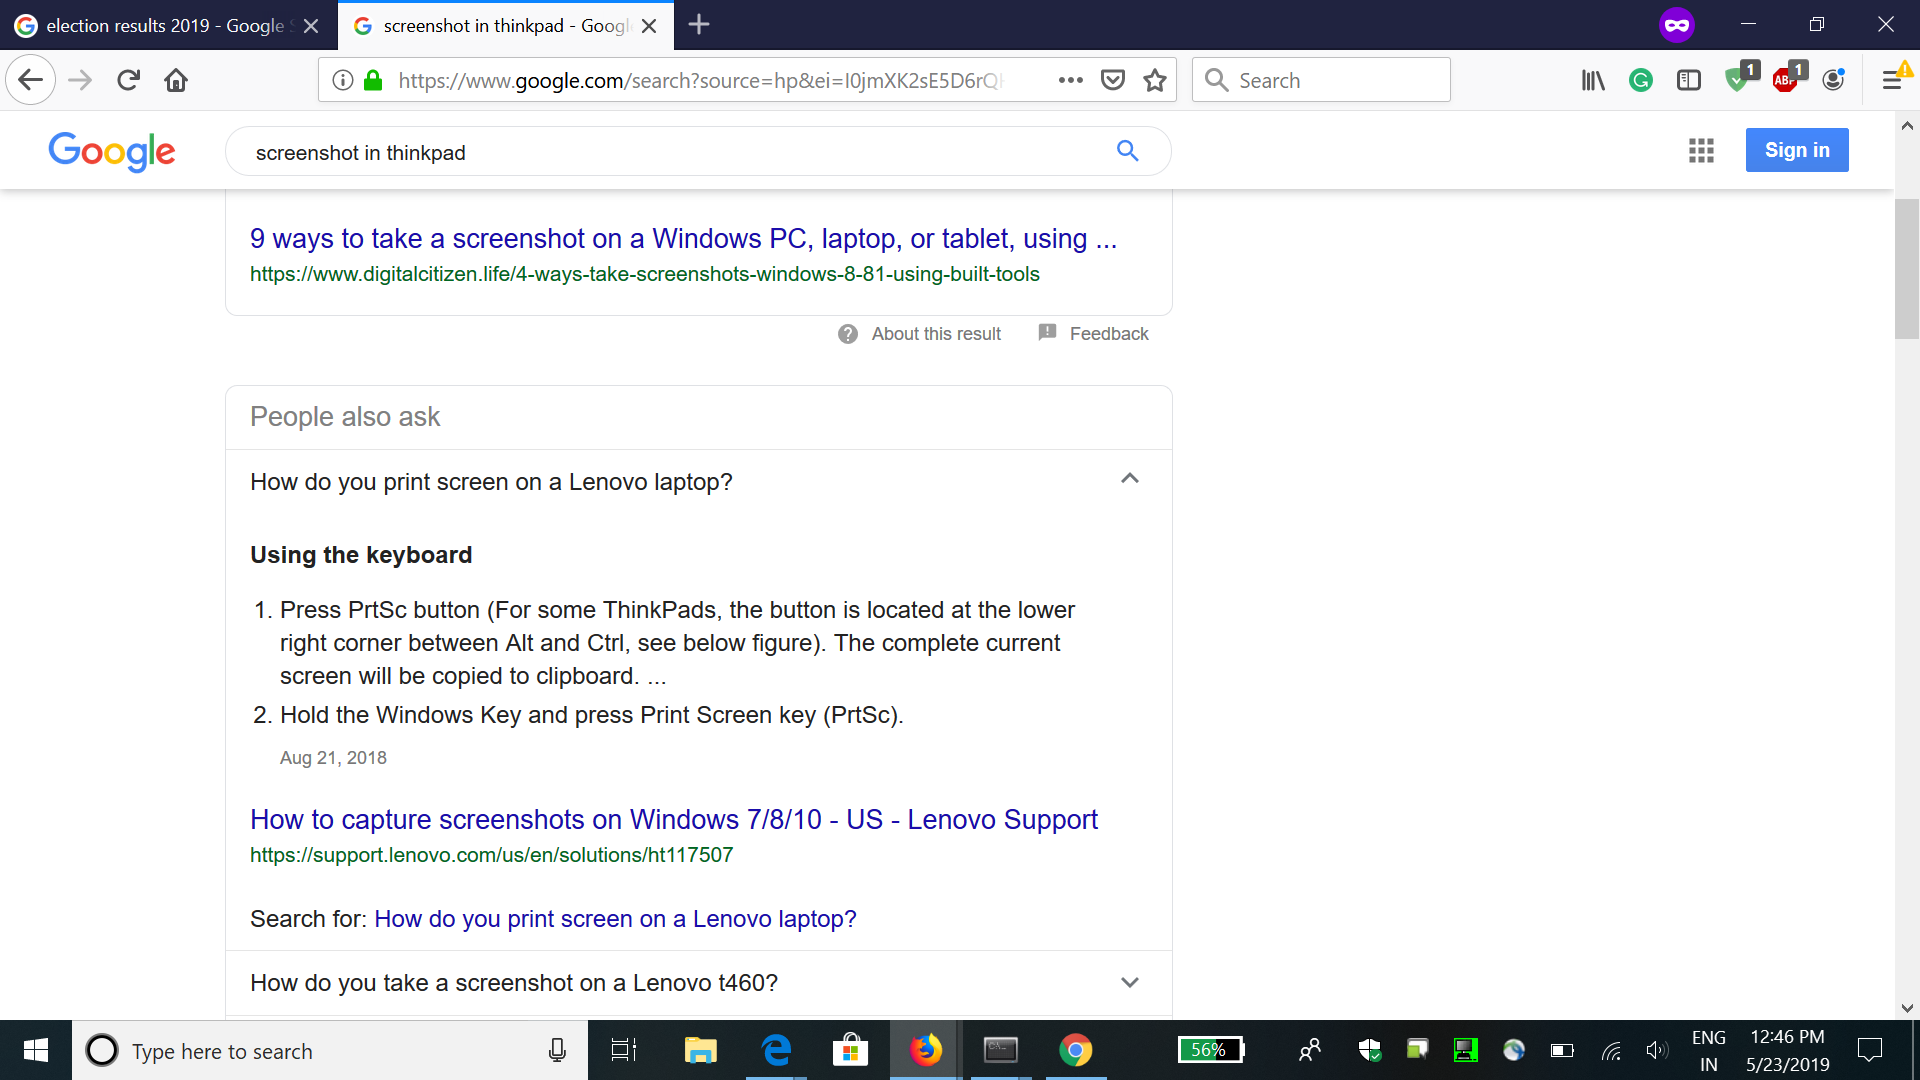 election results 2019 - Google S
screenshot in thinkpad - Googl
https://www.google.com/search?source=hp&ei=I0jmXK2sE5D6rQ
Search
1
ABP
1
Google
screenshot in thinkpad
Sign in
9 ways to take a screenshot on a Windows PC, laptop, or tablet, using ...
https://www.digitalcitizen.life/4-ways-take-screenshots-windows-8-81-using-built-tools
About this result
Feedback
People also ask
How do you print screen on a Lenovo laptop?
Using the keyboard
1. Press PrtSc button (For some ThinkPads, the button is located at the lower
right corner between Alt and Ctrl, see below figure). The complete current
screen will be copied to clipboard. ...
2. Hold the Windows Key and press Print Screen key (PrtSc).
Aug 21, 2018
How to capture screenshots on Windows 7/8/10 - US - Lenovo Support
https://support.lenovo.com/us/en/solutions/ht117507
Search for: How do you print screen on a Lenovo laptop?
How do you take a screenshot on a Lenovo t460?
Type here to search
56%
ENG
IN
12:46 PM
5/23/2019